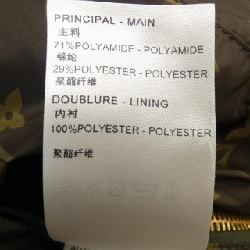 PRINCIPAL - MAIN
主料
71%POLYAMIDE - POLYAMIDE
锦纶
29%POLYESTER - POLYESTER
聚酯纤维
DOUBLURE - LINING
内衬
100%POLYESTER - POLYESTER
聚酯纤维